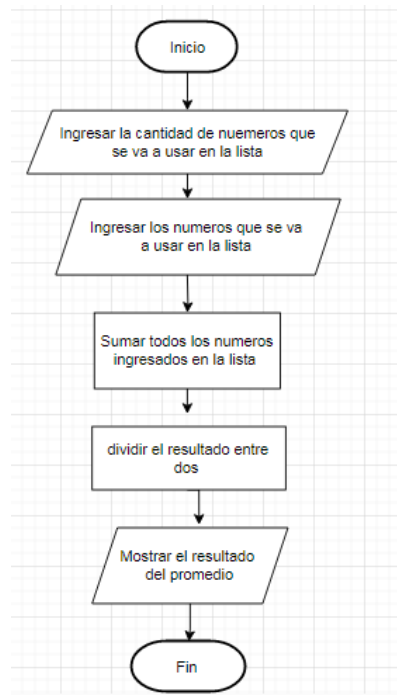 Inicio
Ingresar la cantidad de nuemeros que
se va a usar en la lista
Ingresar los numeros que se va
a usar en la lista
Sumar todos los numeros
ingresados en la lista
dividir el resultado entre
dos
Mostrar el resultado
del promedio
Fin